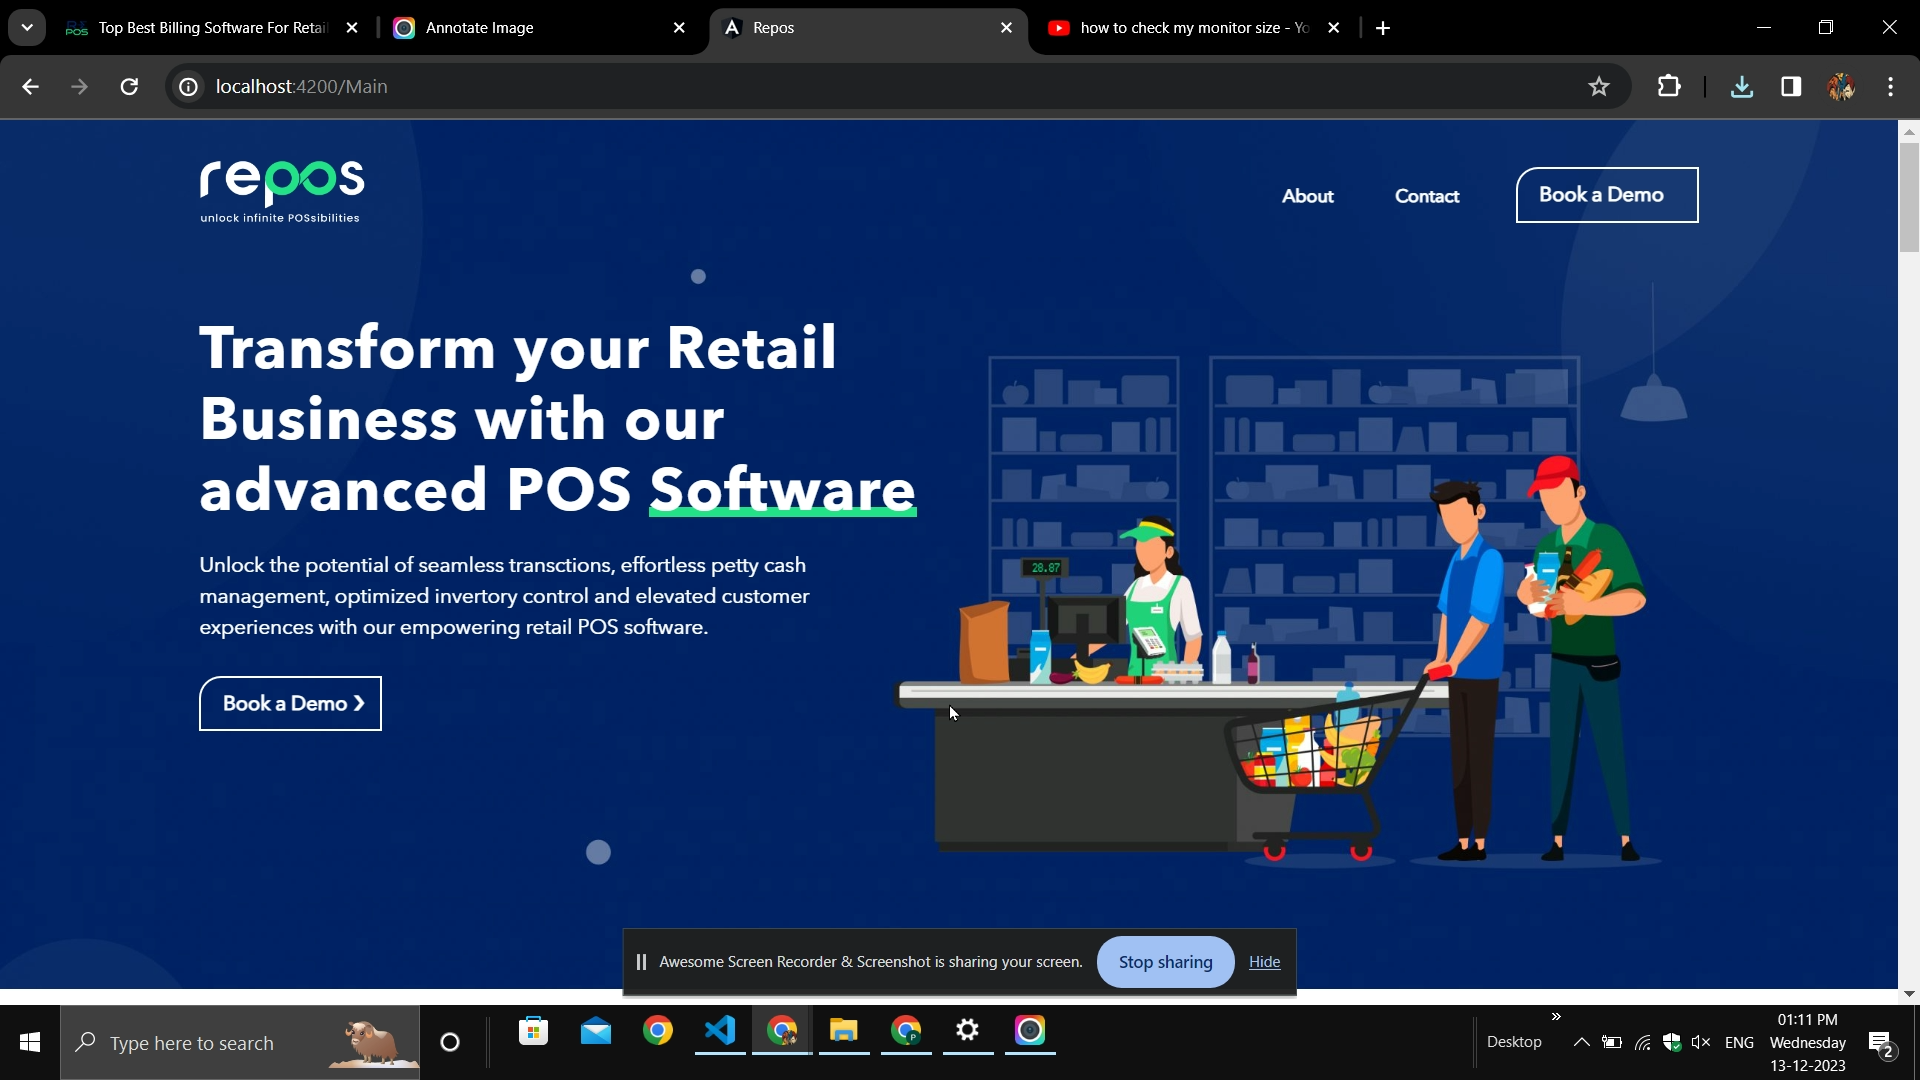 Top Best Billing Software For Retai
Annotate Image
Repos
how to check my monitor size - Yo
localhost:4200/Main
repos
unlock infinite POSsibilities
About
Contact
Book a Demo
Transform your Retail
Business with our
advanced POS Software
Unlock the potential of seamless transctions, effortless petty cash
management, optimized invertory control and elevated customer
experiences with our empowering retail POS software.
Book a Demo ❯
28.87
Awesome Screen Recorder & Screenshot is sharing your screen.
Stop sharing
Hide
Type here to search
Desktop
ENG
01:11 PM
Wednesday
13-12-2023
2